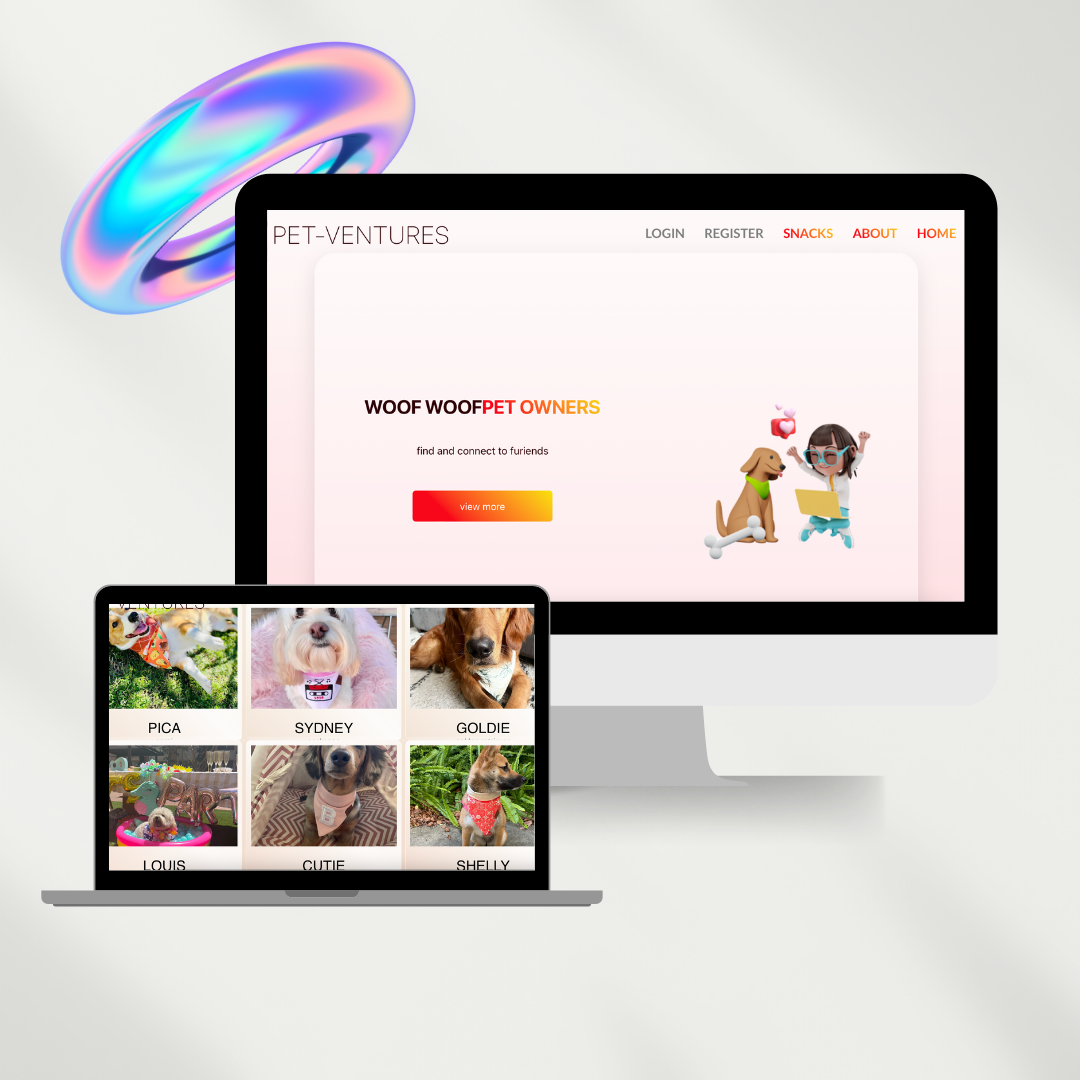 PET-VENTURES
LOGIN REGISTER SNACKS ABOUT HOME
WOOF WOOFPET OWNERS
find and connect to furiends
view more
VENTURES
PICA SYDNEY GOLDIE
PAR
LOUIS CUTIE SHELLY